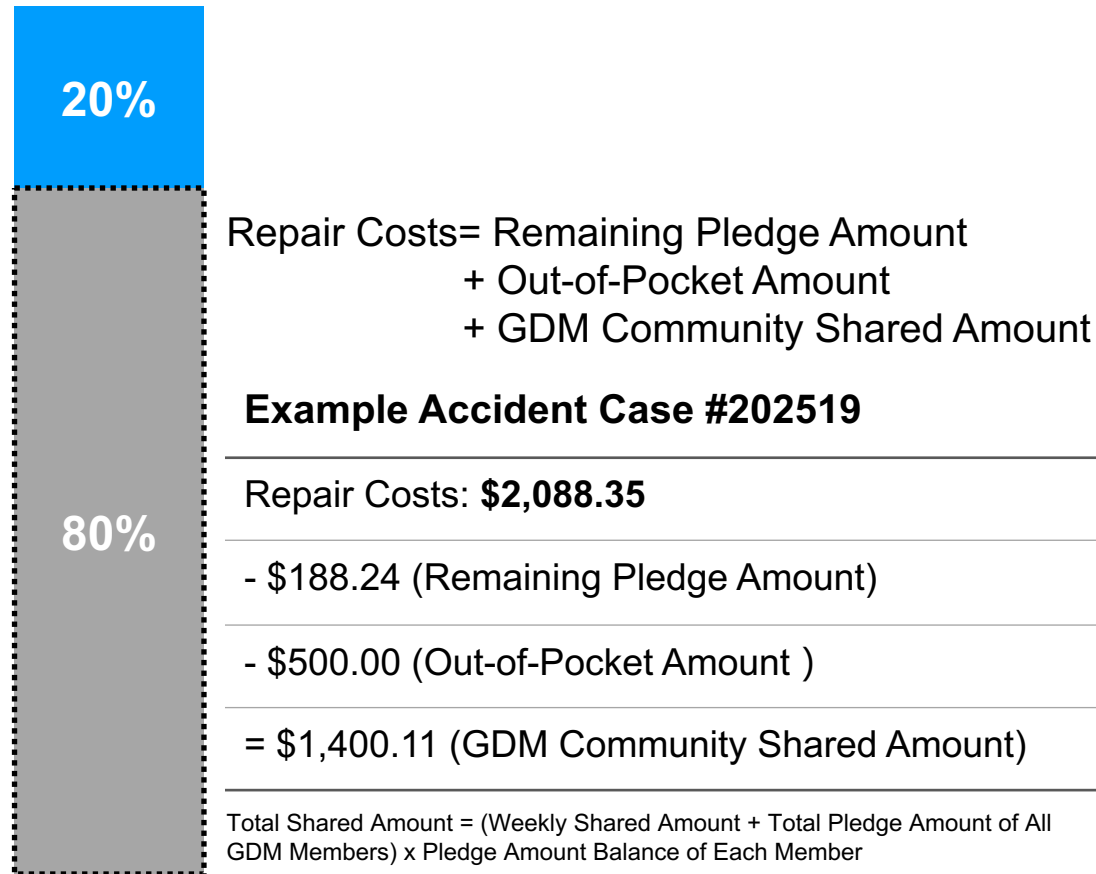 20%
Repair Costs= Remaining Pledge Amount
+ Out-of-Pocket Amount
+ GDM Community Shared Amount
Example Accident Case #202519
Repair Costs: $2,088.35
80%
- $188.24 (Remaining Pledge Amount)
- $500.00 (Out-of-Pocket Amount )
= $1,400.11 (GDM Community Shared Amount)
Total Shared Amount = (Weekly Shared Amount + Total Pledge Amount of All
GDM Members) x Pledge Amount Balance of Each Member